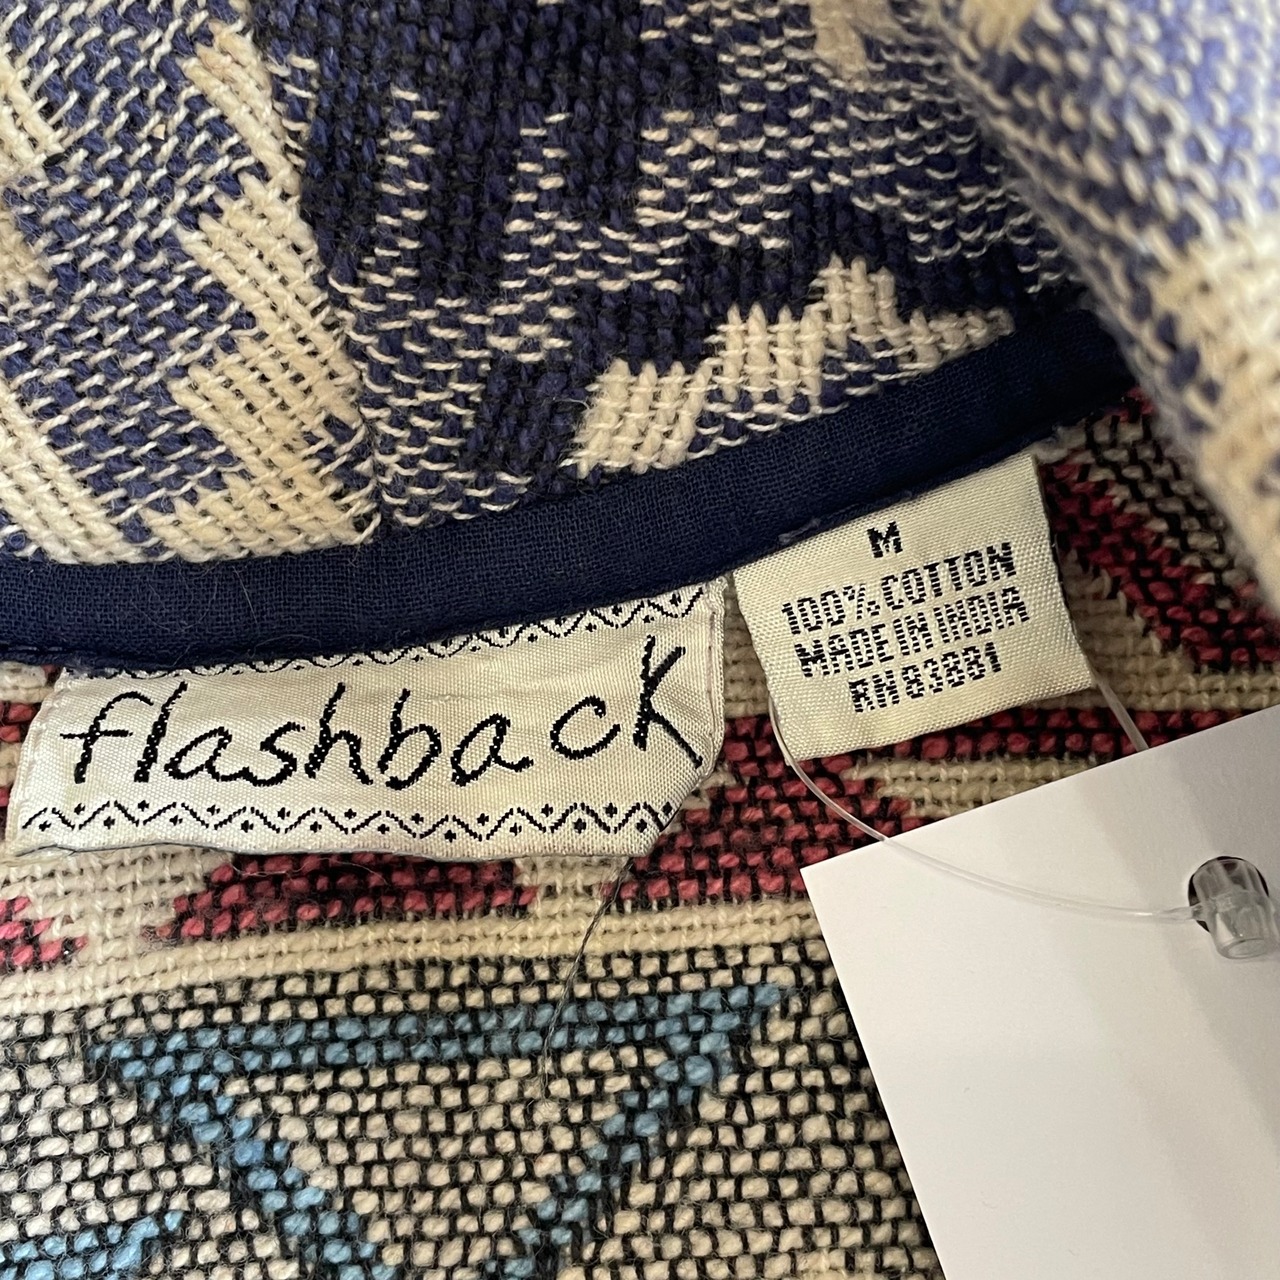 flashback
M
100% COTTON
MADE IN INDIA
RN 83881